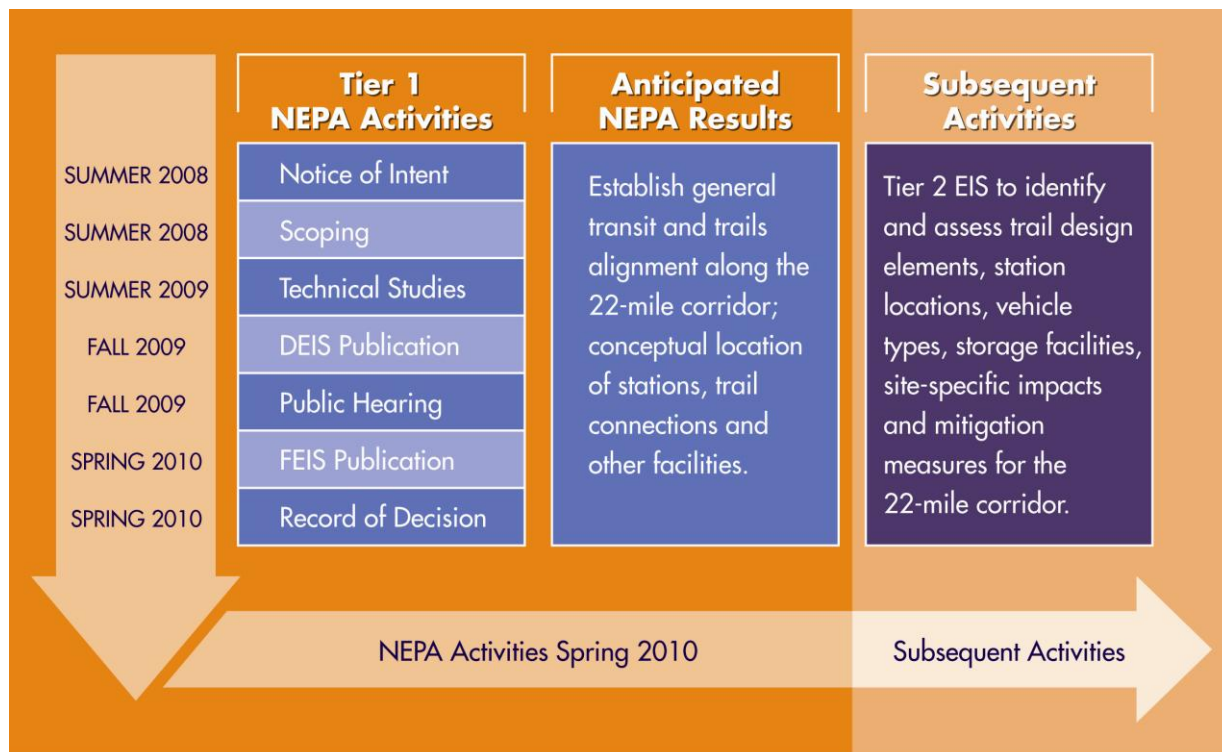 Tier 1
NEPA Activities
Anticipated
NEPA Results
Subsequent
Activities
SUMMER 2008
Notice of Intent
SUMMER 2008
Scoping
SUMMER 2009
Technical Studies
FALL 2009
DEIS Publication
FALL 2009
Public Hearing
SPRING 2010
FEIS Publication
SPRING 2010
Record of Decision
Establish general
transit and trails
alignment along the
22-mile corridor;
conceptual location
of stations, trail
connections and
other facilities.
Tier 2 EIS to identify
and assess trail design
elements, station
locations, vehicle
types, storage facilities,
site-specific impacts
and mitigation
measures for the
22-mile corridor.
NEPA Activities Spring 2010
Subsequent Activities